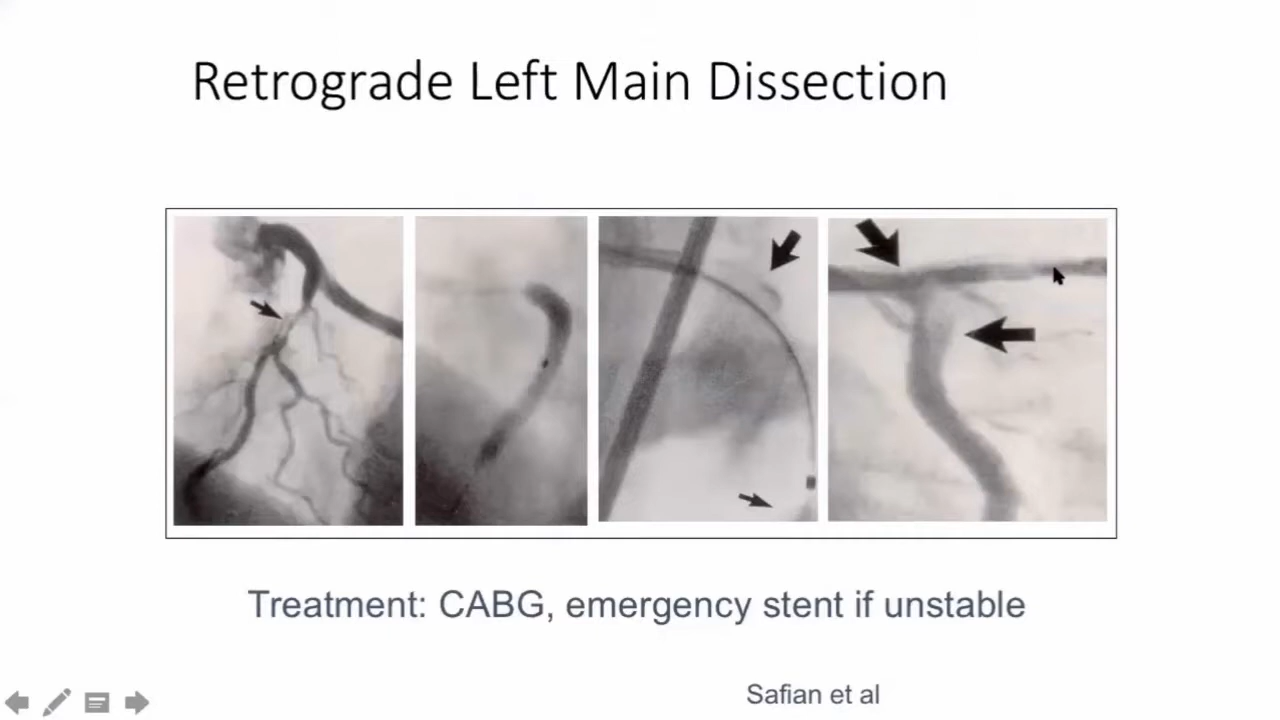 Retrograde Left Main Dissection
Treatment: CABG, emergency stent if unstable
Safian et al